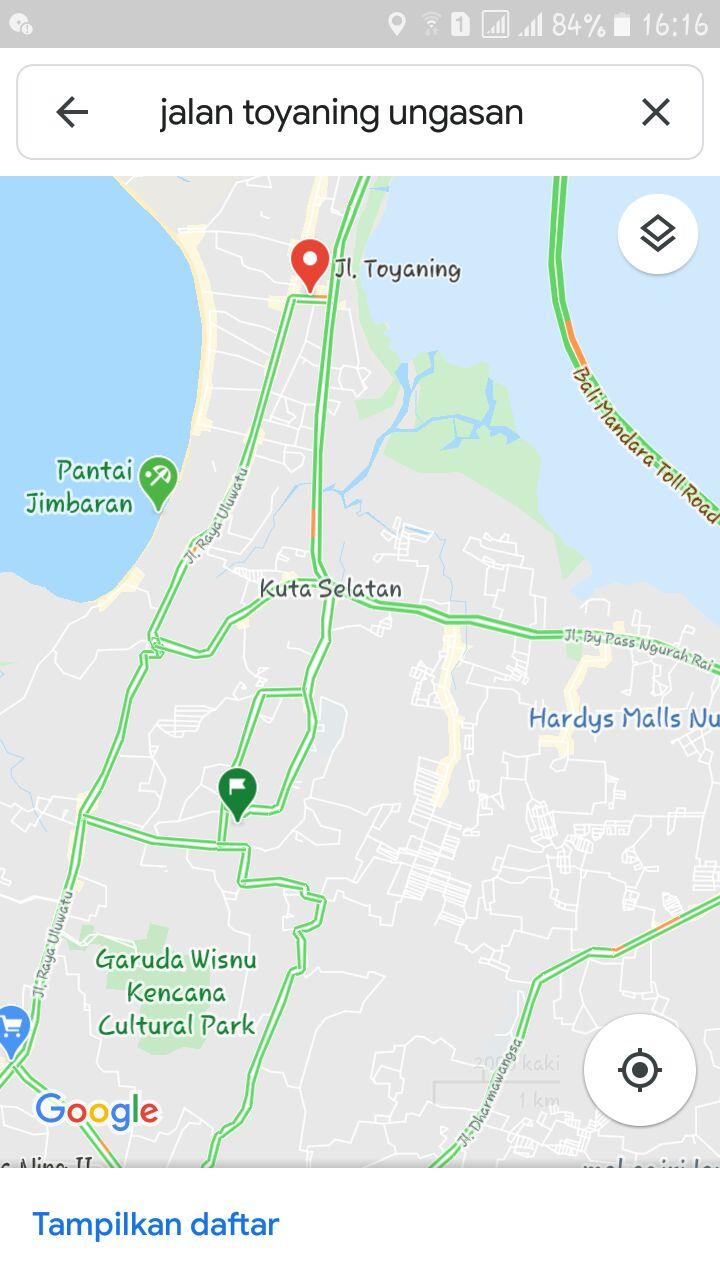 84% 16:16
jalan toyaning ungasan
Jl. Toyaning
Bali Mandara Toll Road
Pantai
Jimbaran
Jl. Raya Uluwatu
Kuta Selatan
Jl. By Pass Ngurah Rai
Hardys Malls Nu
Jl. Raya Uluwatu
Garuda Wisnu
Kencana
Cultural Park
kaki
1 km
Jl. Dharmawangsa
Google
Tampilkan daftar